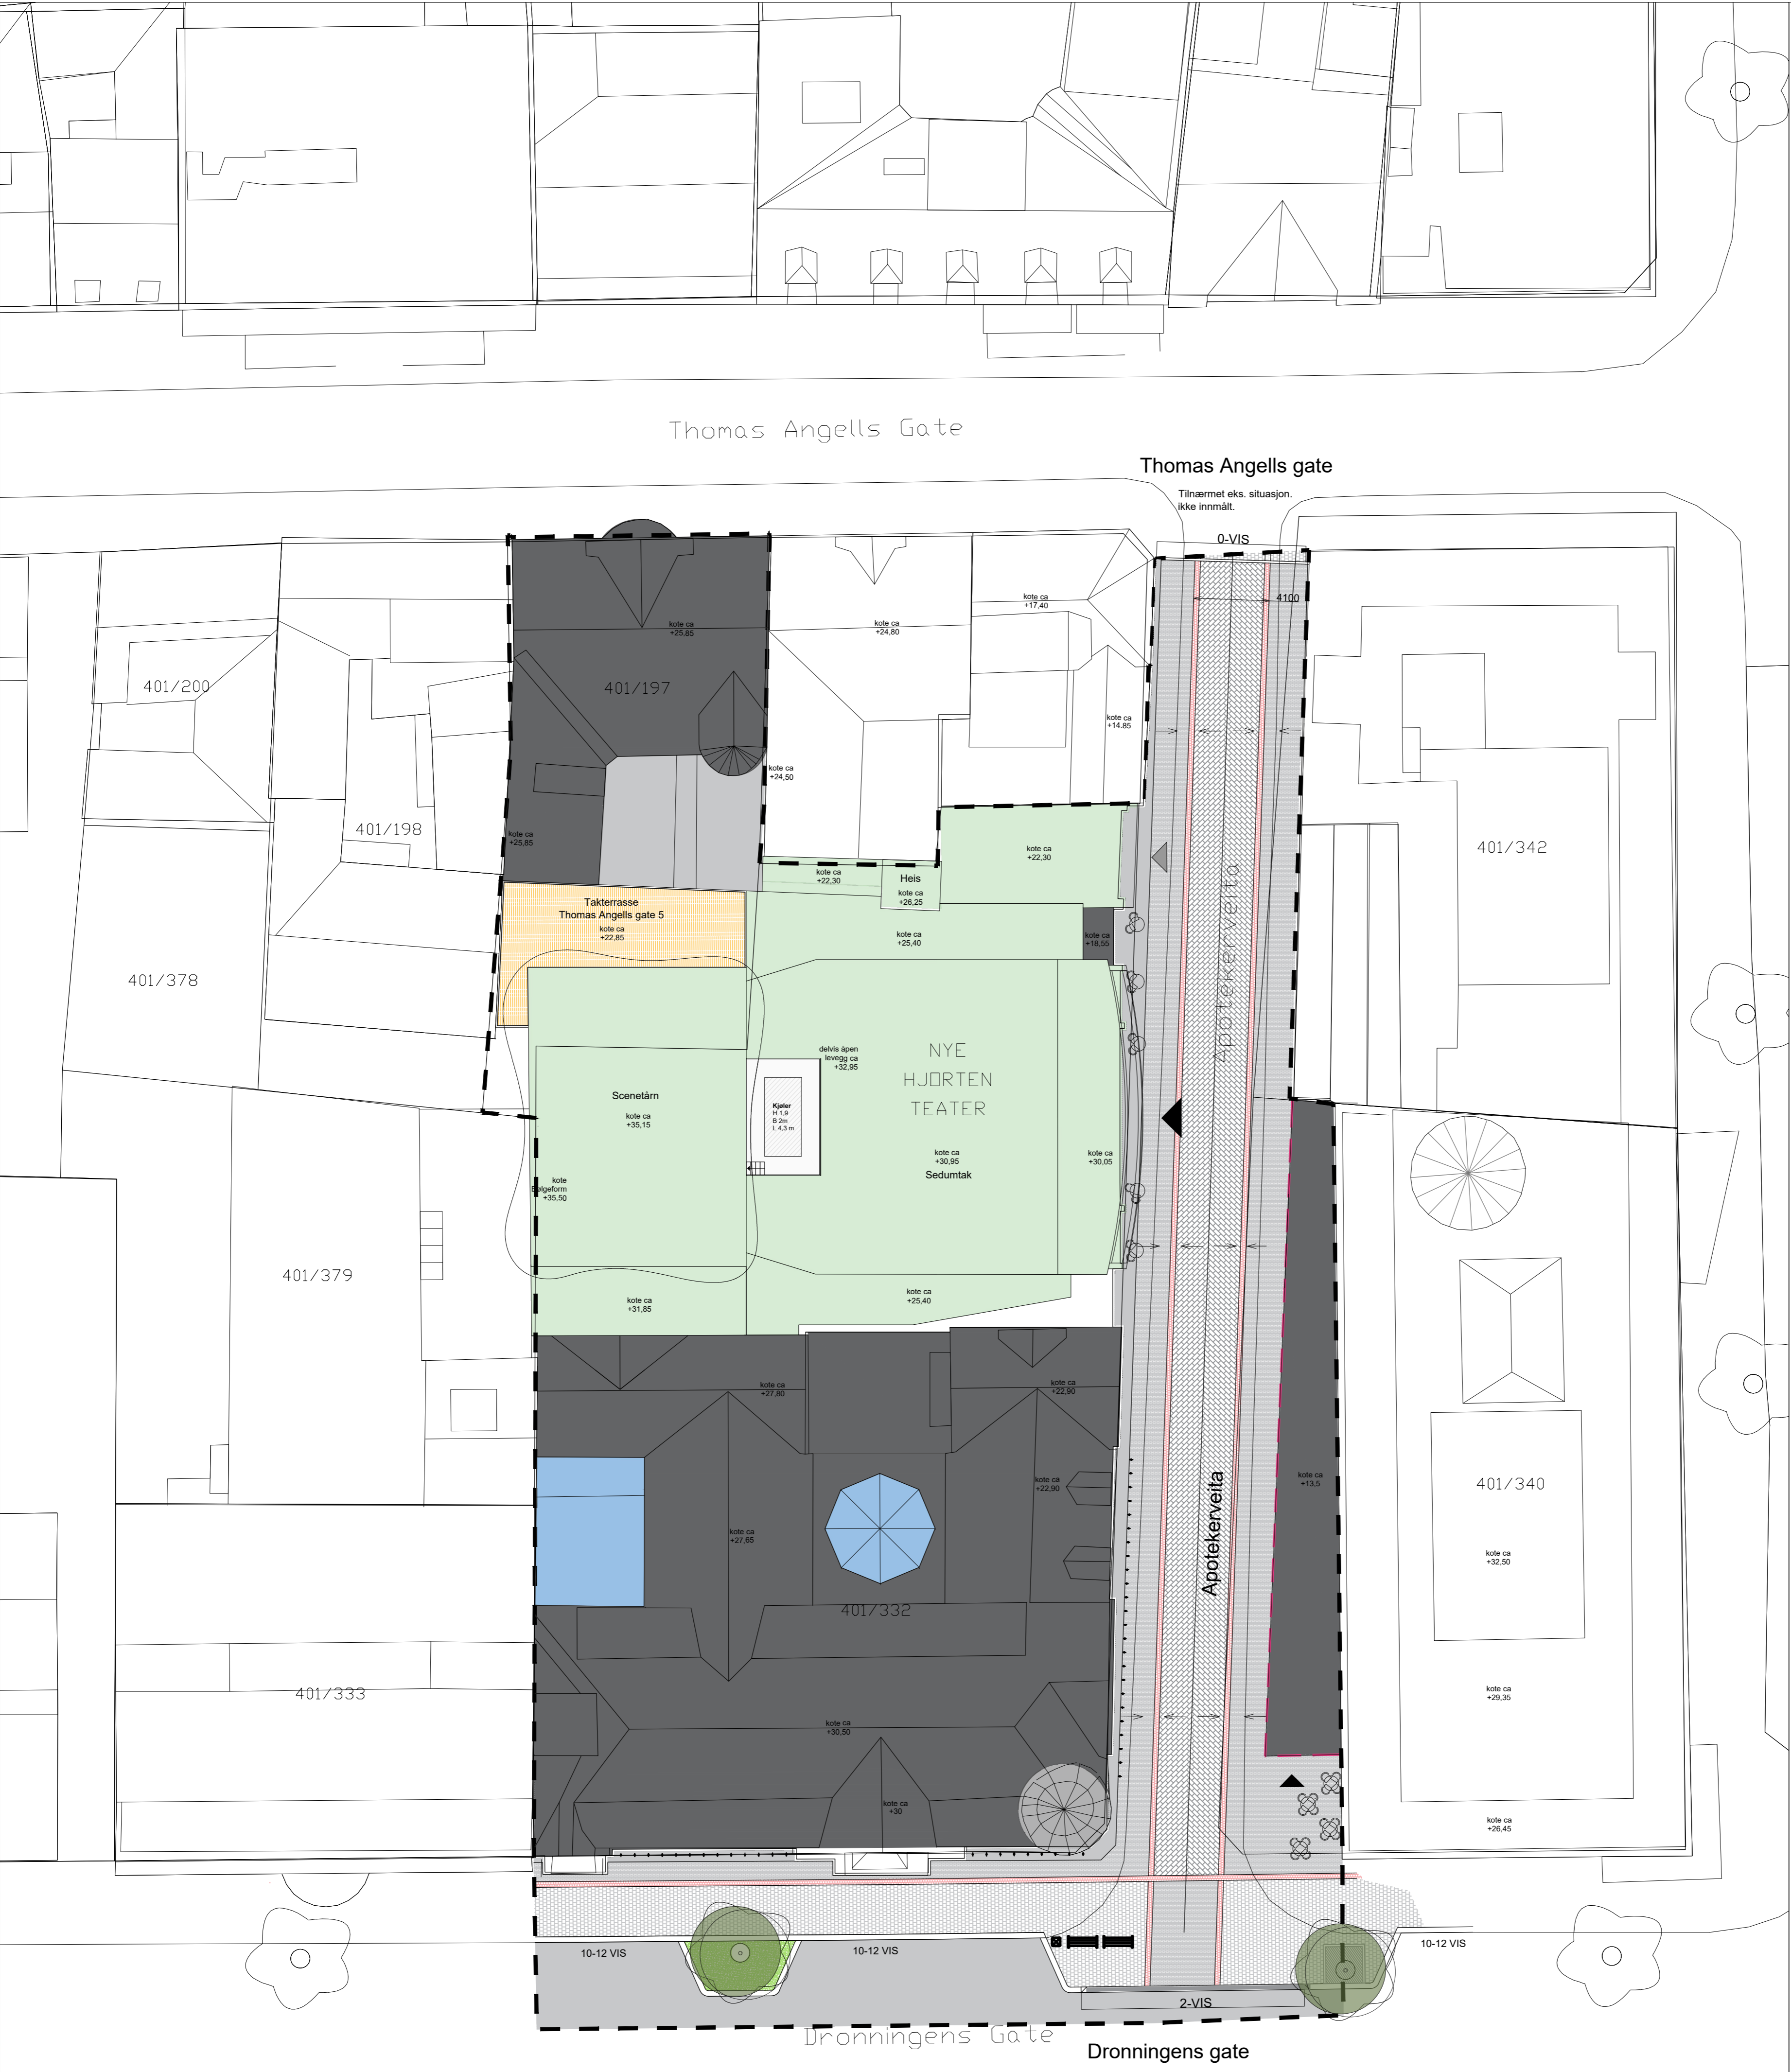 Thomas Angells Gate
Thomas Angells gate
Tilnærmet eks. situasjon.
ikke innmålt.
0-VIS
4100
kote ca
+17,40
kote ca
+25,85
kote ca
+24,80
401/200
401/197
kote ca
+14.85
kote ca
+24,50
401/198
kote ca
+25,85
401/342
kote ca
+22,30
kote ca
+22,30
Heis
kote ca
+26,25
Takterrasse
Thomas Angells gate 5
kote ca
+22,85
kote ca
+25,40
kote ca
+18,55
Apotekerveita
401/378
NYE
HJØRTEN
TEATER
delvis åpen
levegg ca
+32,95
Scenetårn
kote ca
+35,15
Kjøler
H 1,9
B 2m
L 4,3 m
kote ca
+30,95
Sedumtak
kote ca
+30,05
kote
Bølgeform
+35,50
401/379
kote ca
+31,85
kote ca
+25,40
kote ca
+27,80
kote ca
+22,90
kote ca
+22,90
kote ca
+13,5
401/340
kote ca
+27,65
Apotekerveita
kote ca
+32,50
401/332
401/333
kote ca
+29,35
kote ca
+30,50
kote ca
+30
kote ca
+26,45
10-12 VIS
10-12 VIS
10-12 VIS
2-VIS
Dronningens Gate
Dronningens gate